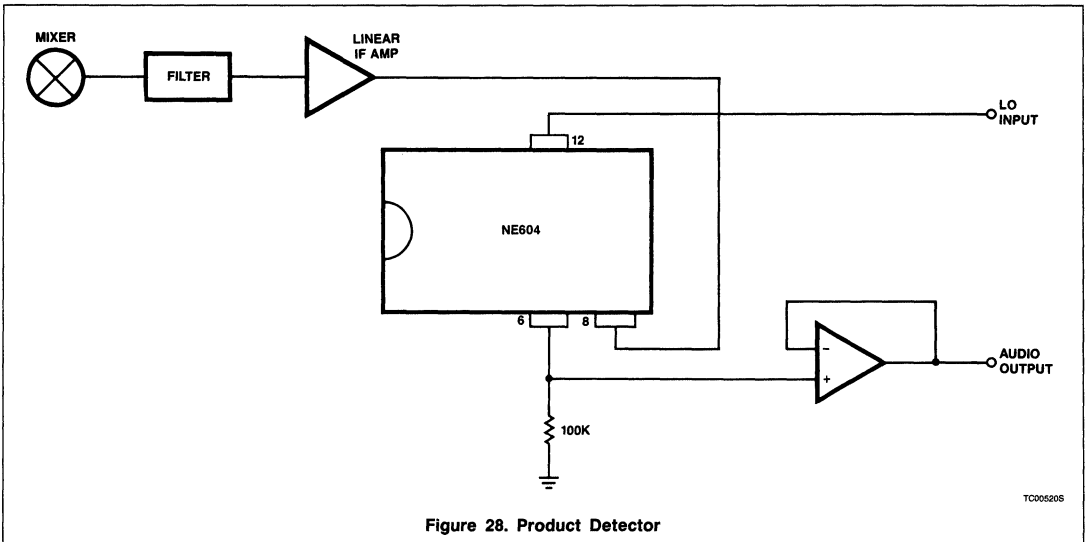 MIXER
FILTER
LINEAR
IF AMP
LO
INPUT
12
NE604
6
8
−
+
AUDIO
OUTPUT
100K
TC00520S
Figure 28. Product Detector